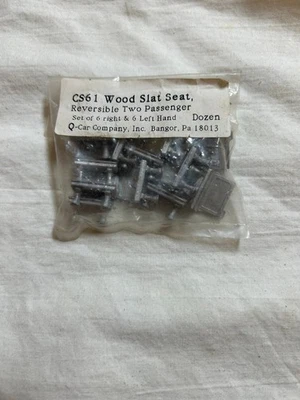 CS61 Wood Slat Seat,
Reversible Two Passenger
Set of 6 right & 6 Left Hand Dozen
Q-Car Company, Inc. Bangor, Pa 18013